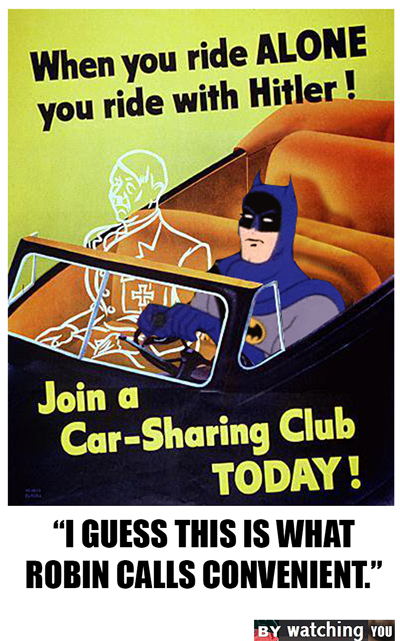 When you ride ALONE
you ride with Hitler !
Join a
Car-Sharing Club
TODAY !
“I GUESS THIS IS WHAT
ROBIN CALLS CONVENIENT.”
BY watching YOU